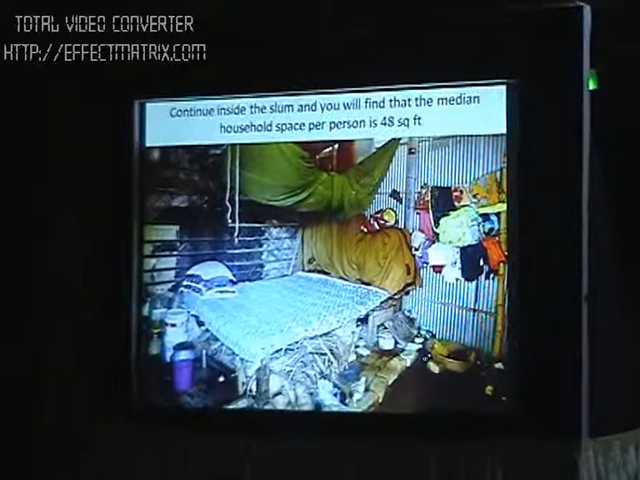 TOTAL VIDEO CONVERTER
HTTP://EFFECTMATRIX.COM
Continue inside the slum and you will find that the median
household space per person is 48 sq ft